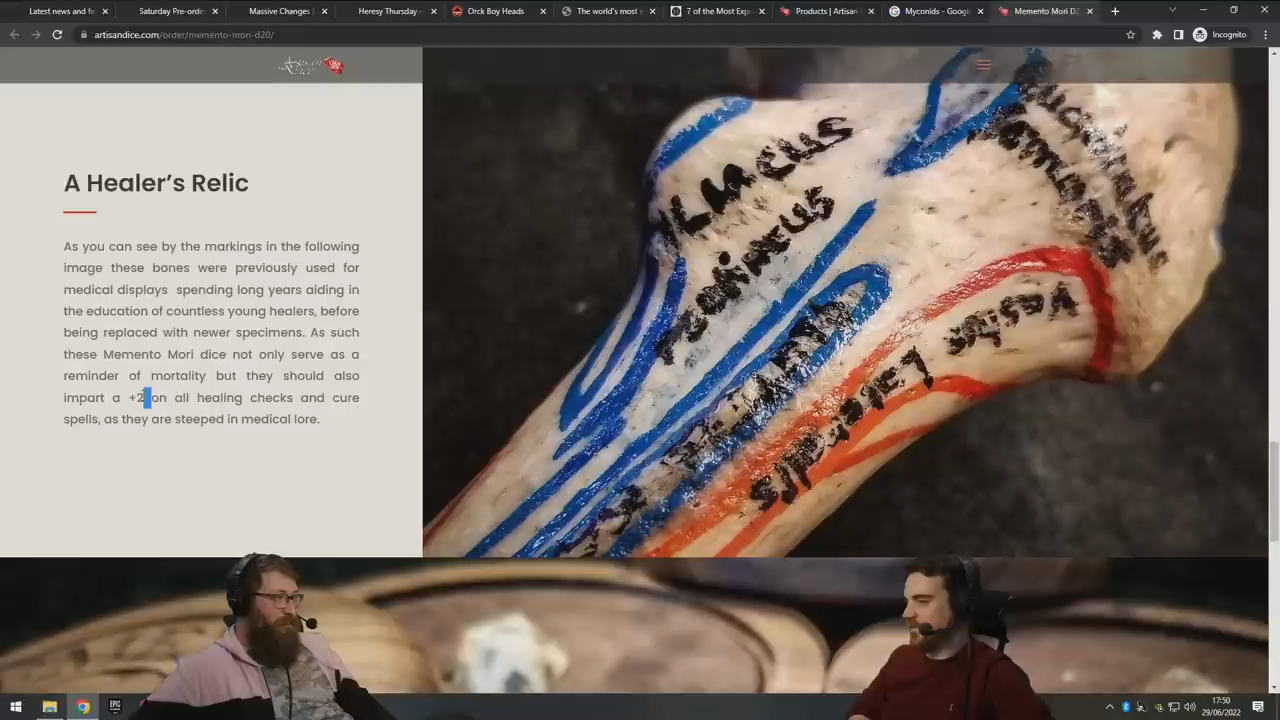 Latest news and fe
Saturday Pre-orde
Massive Changes
Heresy Thursday –
Orck Boy Heads
The world's most e
7 of the Most Exp
Products | Artisan
Myconids - Google
Memento Mori D2
artisandice.com/order/memento-mori-d20/
Incognito
Artisan
Dice
A Healer's Relic
As you can see by the markings in the following
image these bones were previously used for
medical displays spending long years aiding in
the education of countless young healers, before
being replaced with newer specimens. As such
these Memento Mori dice not only serve as a
reminder of mortality but they should also
impart a +2 on all healing checks and cure
spells, as they are steeped in medical lore.
EPIC
17:50
29/06/2022